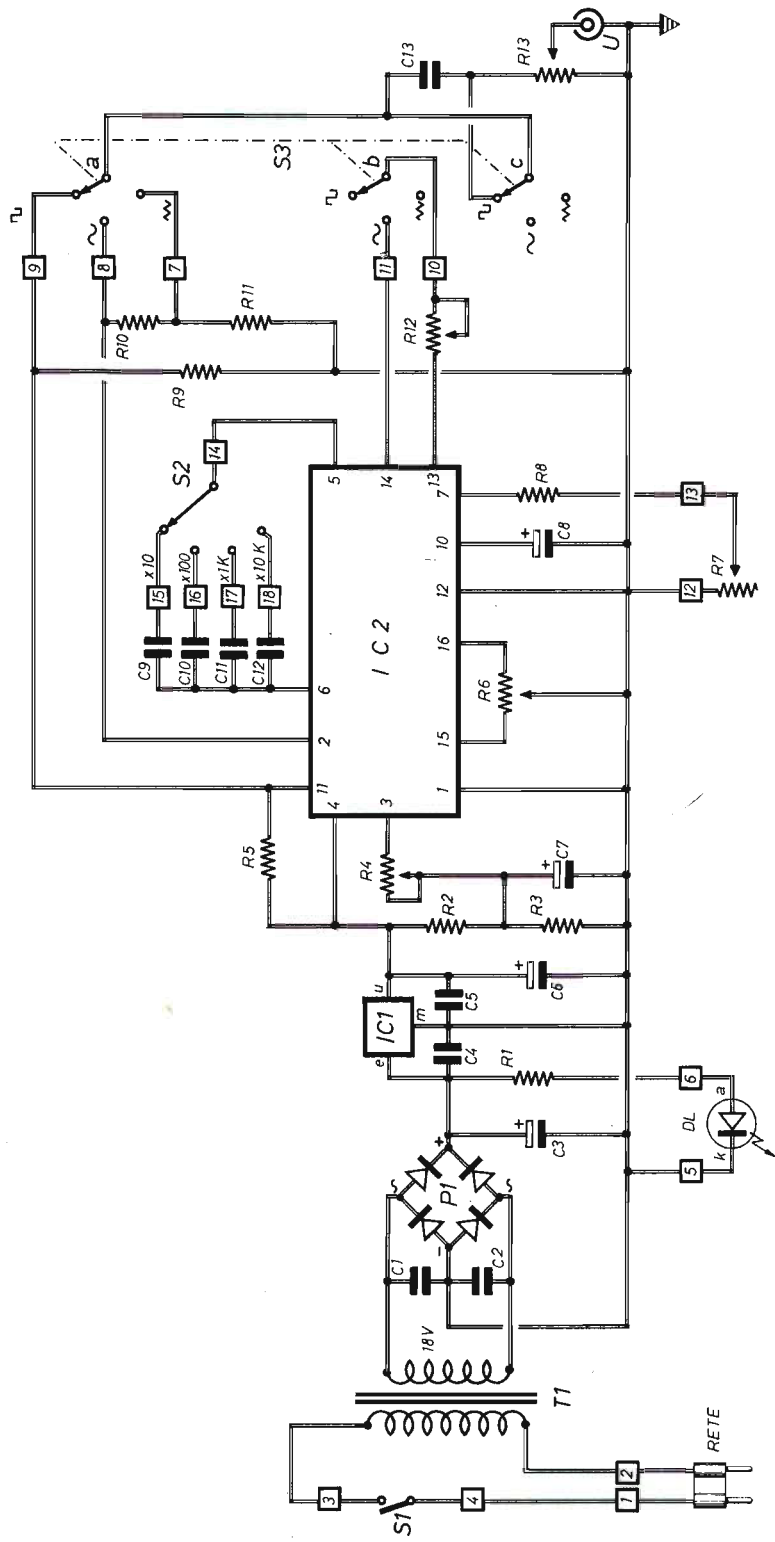 C13
R13
U
S3
a
b
c
9
8
7
11
10
R10
R11
R12
R9
S2
14
x10
x100
x1K
x10K
15
16
17
18
C9
C10
C11
C12
5
14
13
6
2
11
4
3
IC2
7
10
12
16
15
1
R8
13
+
C8
12
R7
R6
R5
R4
R2
R3
+
C7
u
IC1
m
e
C5
C4
+
C6
R1
6
a
DL
k
5
+
C3
+
P1
-
C1
C2
18V
T1
3
S1
4
2
1
RETE